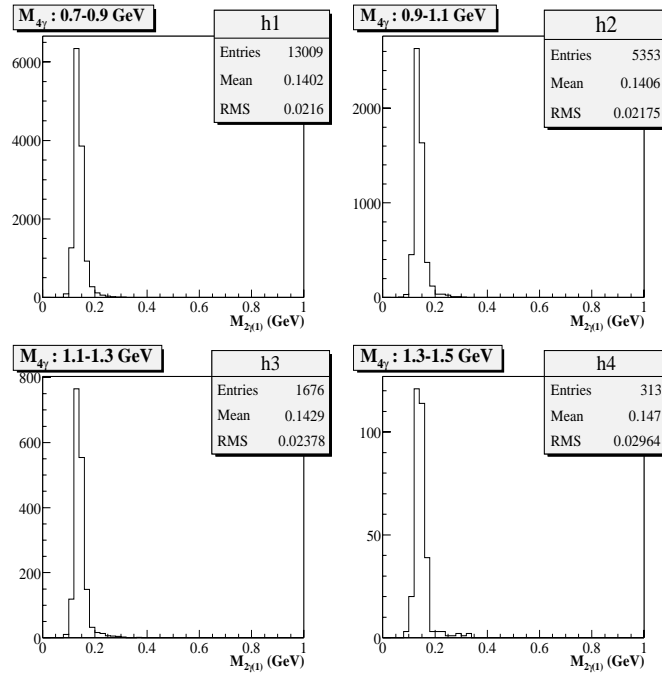 M4γ : 0.7-0.9 GeV
h1
Entries 13009
Mean 0.1402
RMS 0.0216
6000
4000
2000
0
0 0.2 0.4 0.6 0.8 1
M2γ(1) (GeV)
M4γ : 0.9-1.1 GeV
h2
Entries 5353
Mean 0.1406
RMS 0.02175
2000
1000
0
0 0.2 0.4 0.6 0.8 1
M2γ(1) (GeV)
M4γ : 1.1-1.3 GeV
h3
Entries 1676
Mean 0.1429
RMS 0.02378
800
600
400
200
0
0 0.2 0.4 0.6 0.8 1
M2γ(1) (GeV)
M4γ : 1.3-1.5 GeV
h4
Entries 313
Mean 0.147
RMS 0.02964
100
50
0
0 0.2 0.4 0.6 0.8 1
M2γ(1) (GeV)